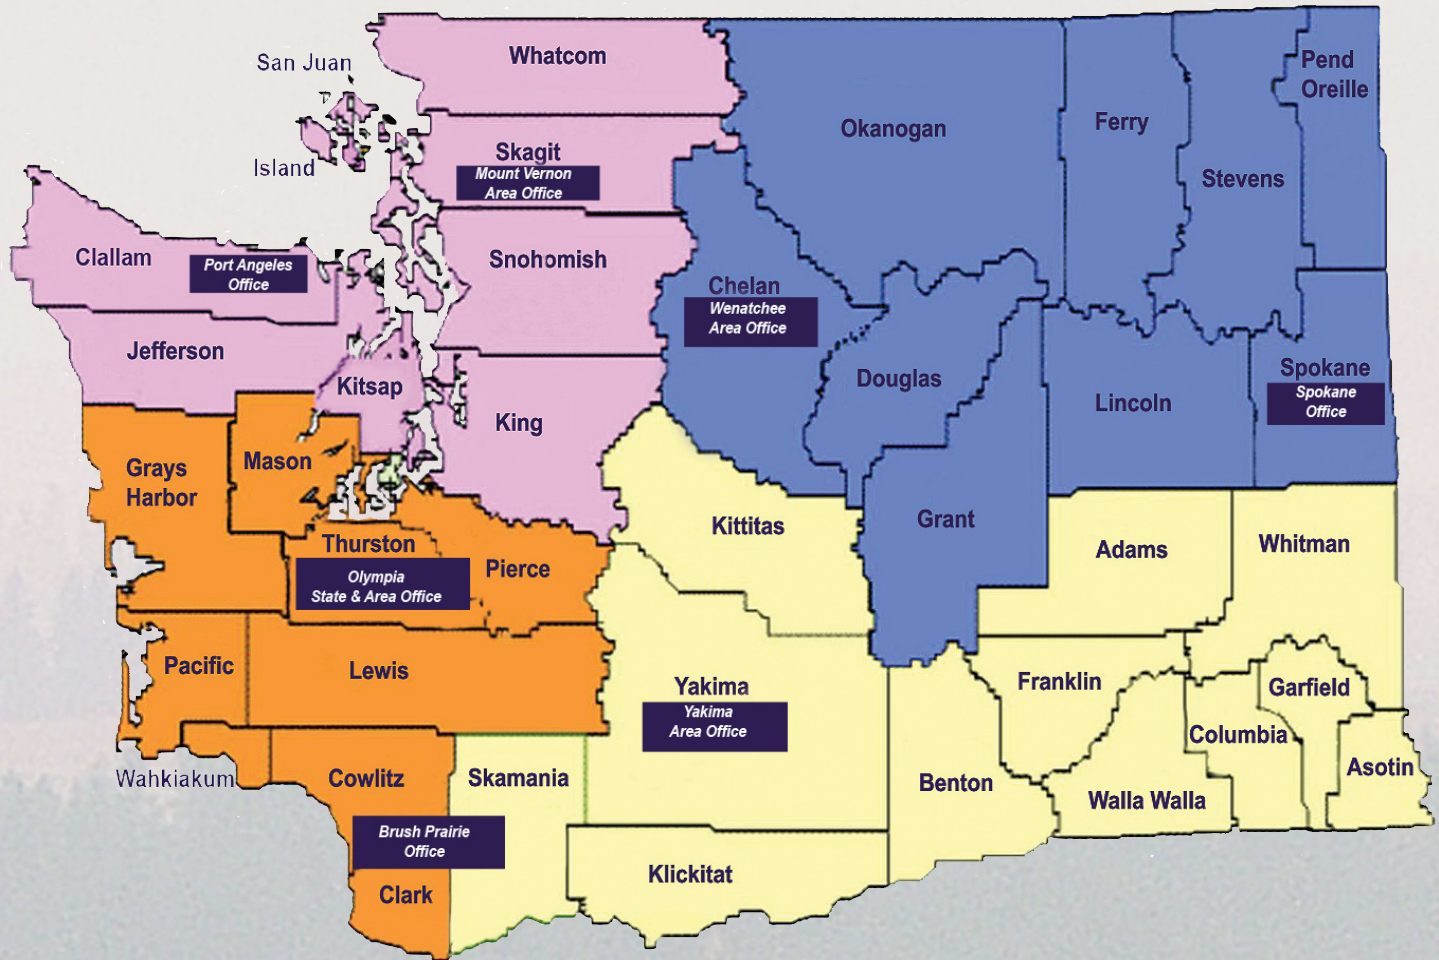 Whatcom
San Juan
Pend
Oreille
Okanogan
Ferry
Skagit
Mount Vernon
Area Office
Island
Stevens
Clallam
Port Angeles
Office
Snohomish
Chelan
Wenatchee
Area Office
Jefferson
Kitsap
Douglas
Spokane
Spokane
Office
Lincoln
King
Mason
Grays
Harbor
Kittitas
Grant
Adams
Whitman
Thurston
Olympia
State & Area Office
Pierce
Pacific
Lewis
Yakima
Yakima
Area Office
Franklin
Garfield
Columbia
Wahkiakum
Cowlitz
Skamania
Benton
Walla Walla
Asotin
Brush Prairie
Office
Klickitat
Clark